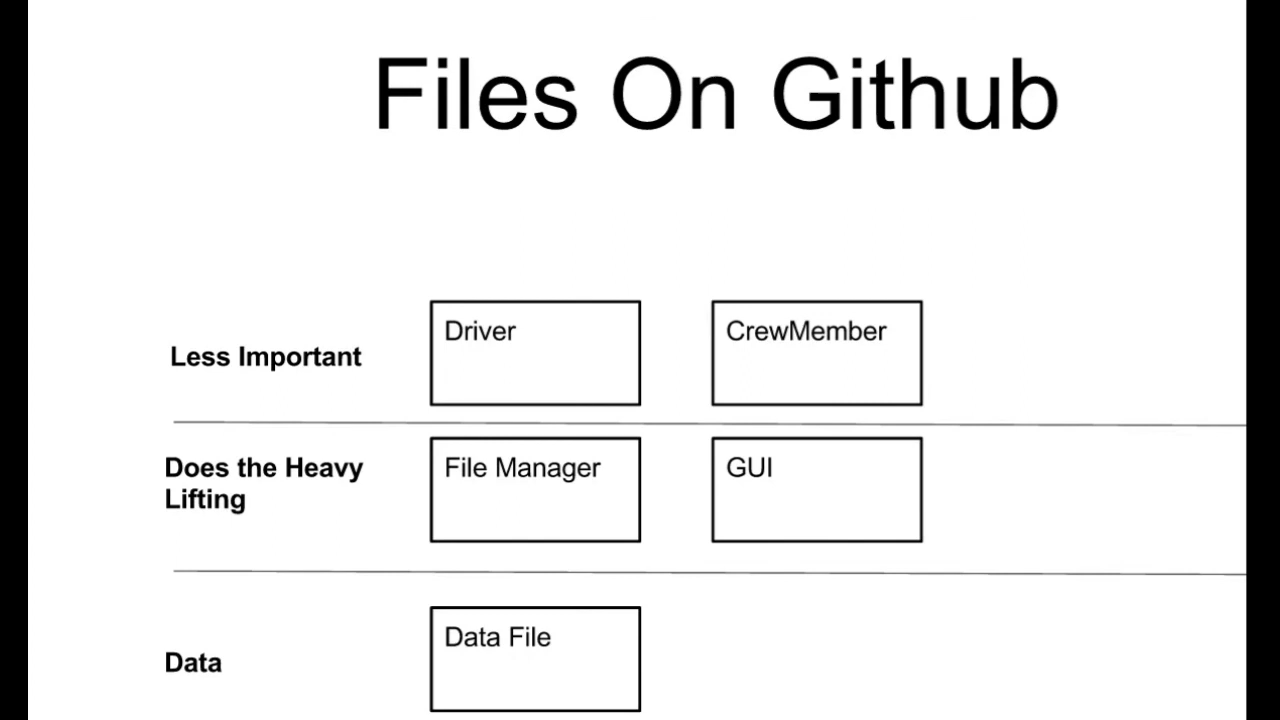 Files On Github
Less Important
Driver
CrewMember
Does the Heavy
Lifting
File Manager
GUI
Data
Data File